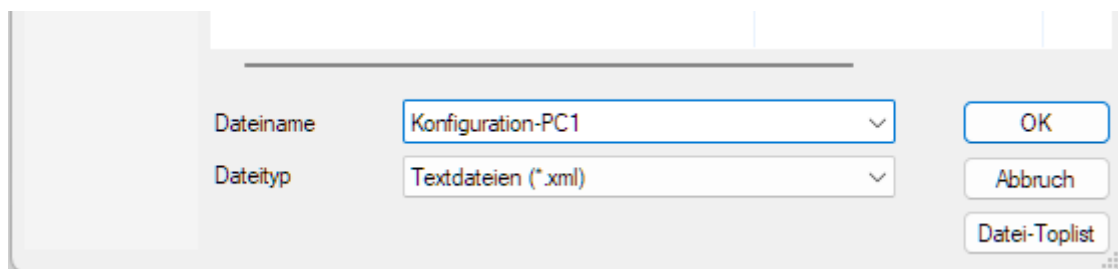 Dateiname Konfiguration-PC1 OK
Dateityp Textdateien (*.xml) Abbruch
Datei-Toplist